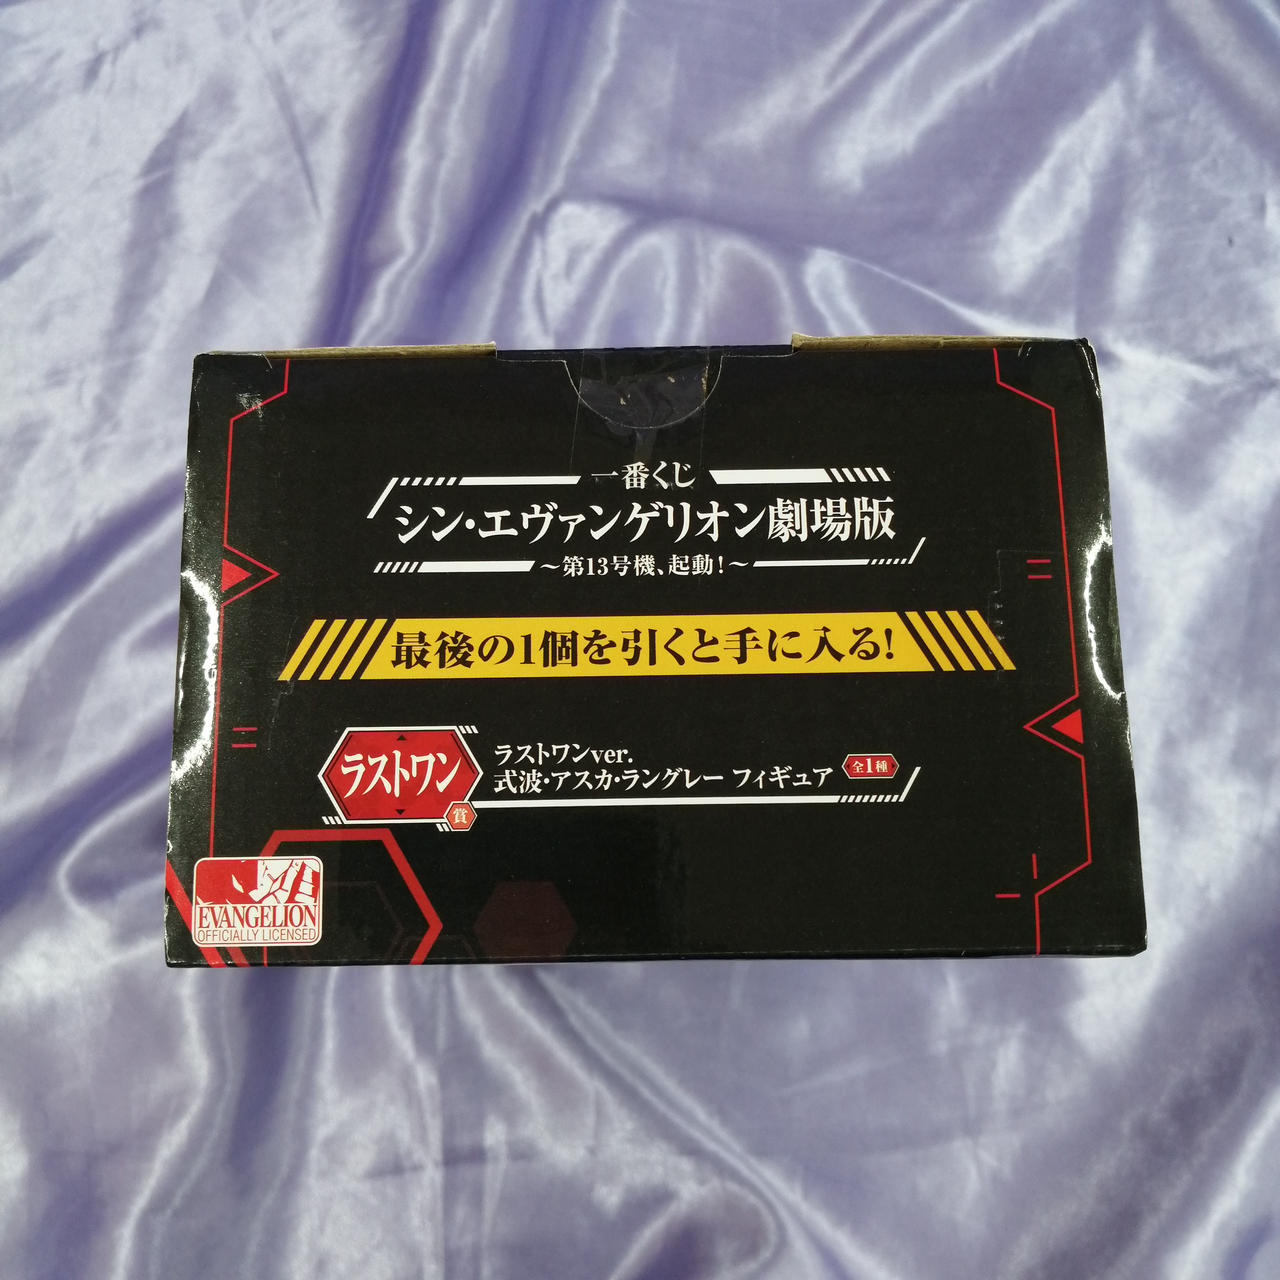 一番くじ
シン・エヴァンゲリオン劇場版
～第13号機、起動！～
最後の1個を引くと手に入る！
ラストワン
賞
ラストワンver.
式波・アスカ・ラングレー フィギュア
全1種
EVANGELION
OFFICIALLY LICENSED